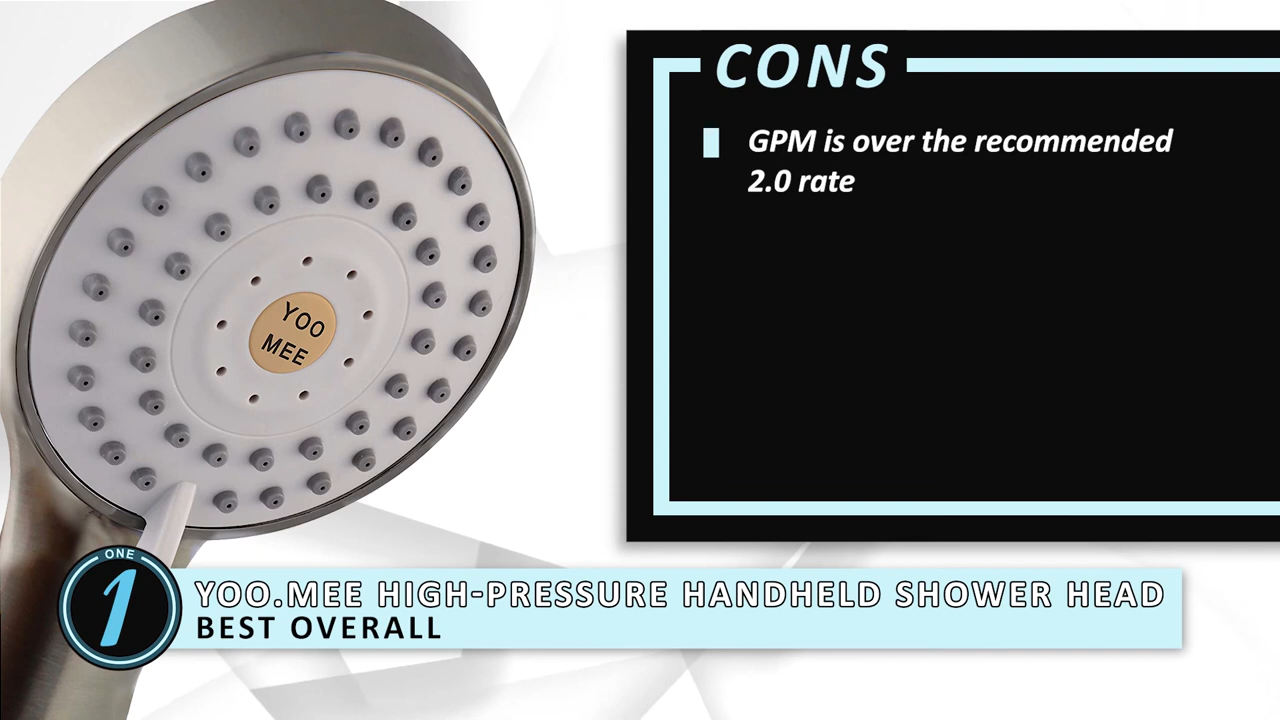 YOO
MEE
CONS
GPM is over the recommended
2.0 rate
ONE
1
YOO.MEE HIGH-PRESSURE HANDHELD SHOWER HEAD
BEST OVERALL